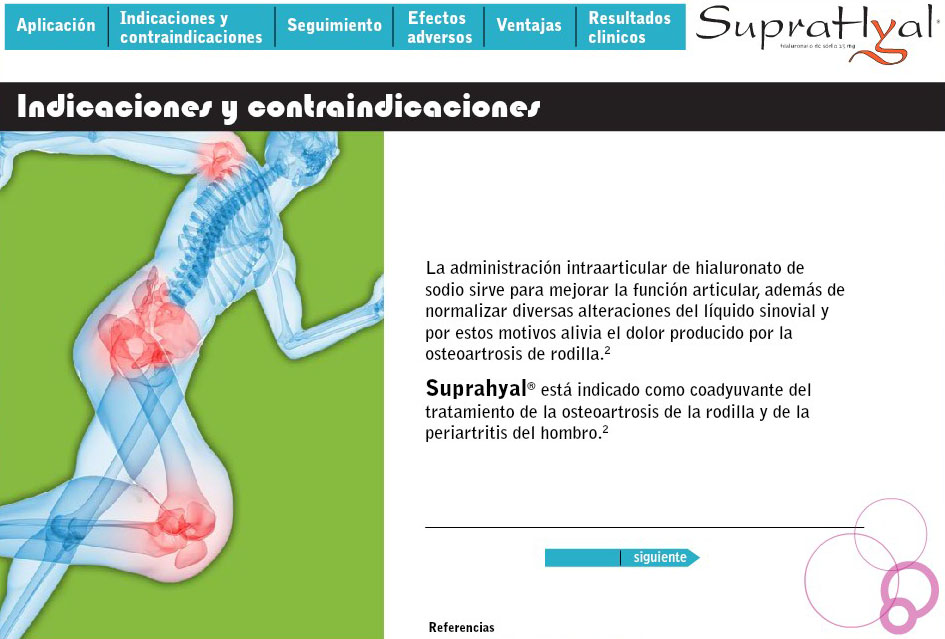 Aplicación
Indicaciones y
contraindicaciones
Seguimiento
Efectos
adversos
Ventajas
Resultados
clinicos
SupraHyal®
hialuronato de sodio 25 mg
Indicaciones y contraindicaciones
La administración intraarticular de hialuronato de
sodio sirve para mejorar la función articular, además de
normalizar diversas alteraciones del líquido sinovial y
por estos motivos alivia el dolor producido por la
osteoartrosis de rodilla.²
Suprahyal® está indicado como coadyuvante del
tratamiento de la osteoartrosis de la rodilla y de la
periartritis del hombro.²
siguiente
Referencias